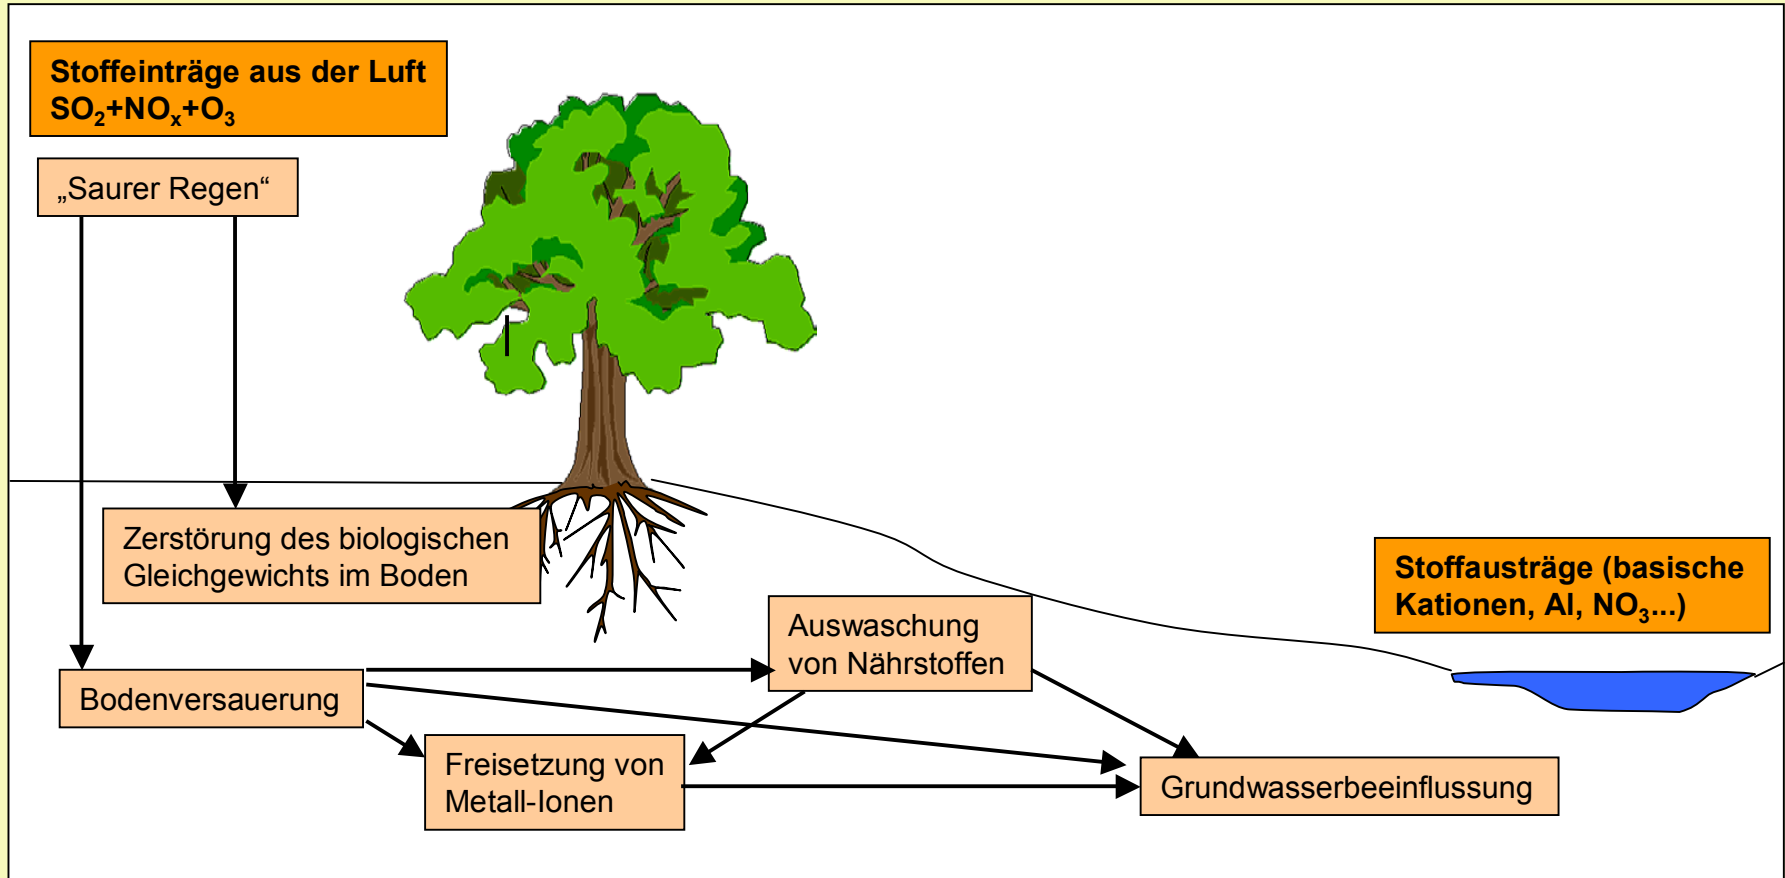 Stoffeinträge aus der Luft
SO₂+NOₓ+O₃
„Saurer Regen“
Zerstörung des biologischen
Gleichgewichts im Boden
Stoffausträge (basische
Kationen, Al, NO₃...)
Auswaschung
von Nährstoffen
Bodenversauerung
Freisetzung von
Metall-Ionen
Grundwasserbeeinflussung